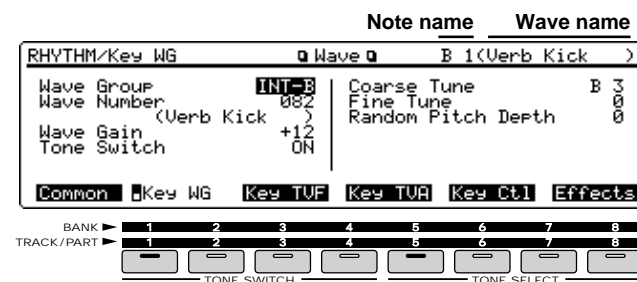 Note name Wave name
RHYTHM/Key WG Wave B 1(Verb Kick )
Wave Group INT-B
Wave Number 082
(Verb Kick )
Wave Gain +12
Tone Switch ON
Coarse Tune B 3
Fine Tune 0
Random Pitch Depth 0
Common Key WG Key TVF Key TVA Key Ctl Effects
BANK 1 2 3 4 5 6 7 8
TRACK/PART 1 2 3 4 5 6 7 8
TONE SWITCH TONE SELECT